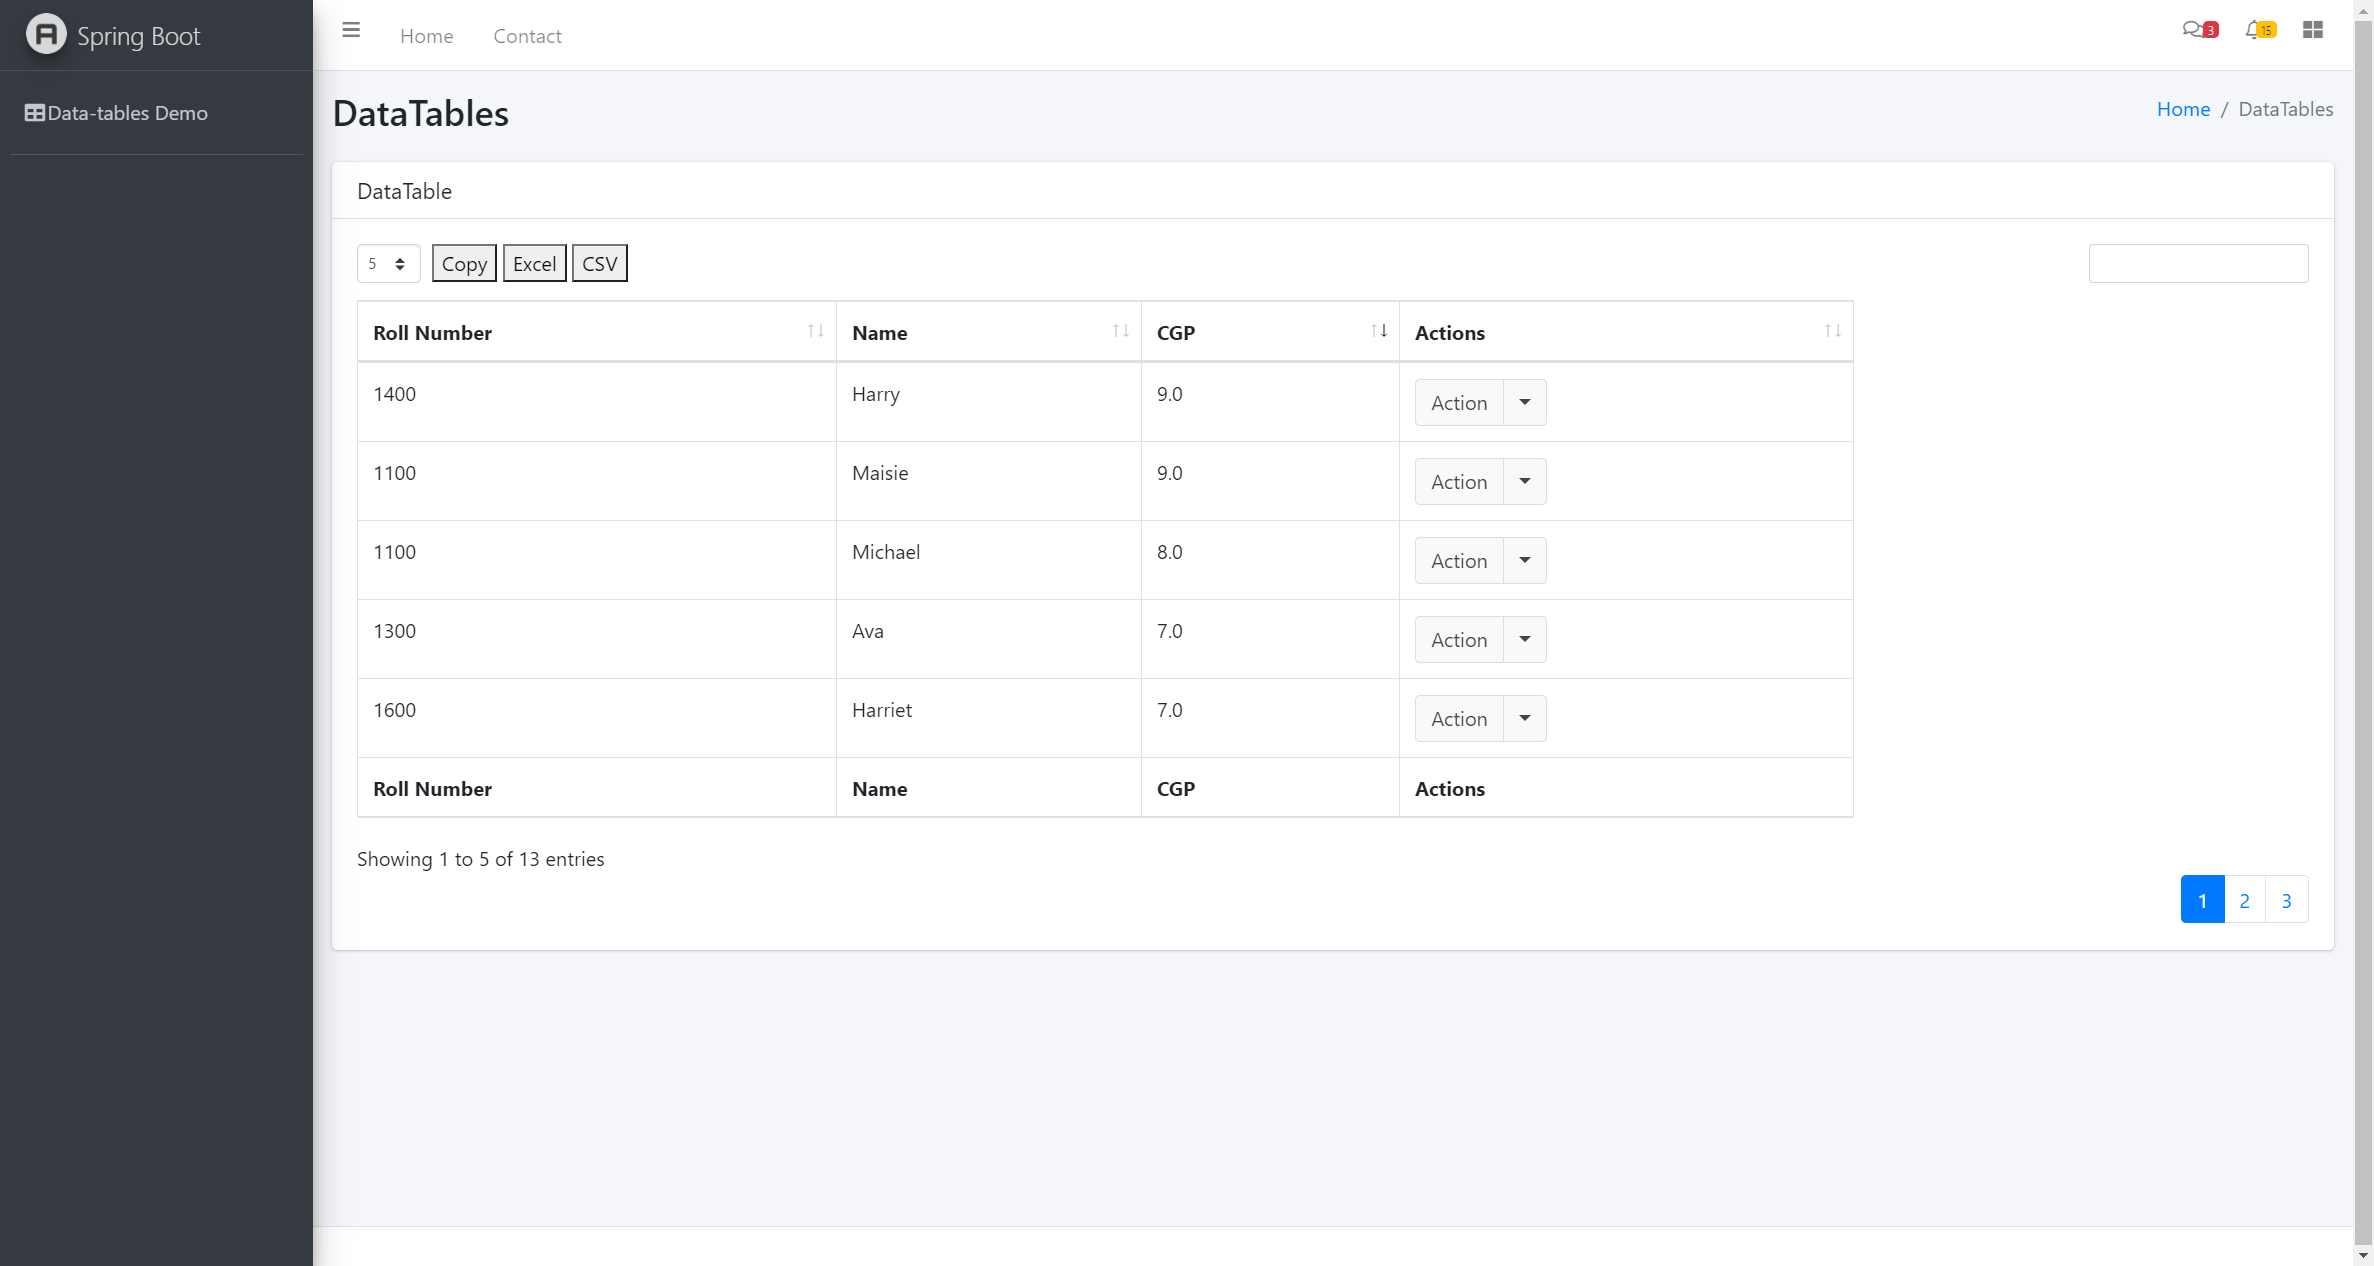 Spring Boot
Home Contact
3
15
Data-tables Demo
DataTables
Home / DataTables
DataTable
5 Copy Excel CSV
Roll Number Name CGP Actions
1400 Harry 9.0 Action
1100 Maisie 9.0 Action
1100 Michael 8.0 Action
1300 Ava 7.0 Action
1600 Harriet 7.0 Action
Roll Number Name CGP Actions
Showing 1 to 5 of 13 entries
1 2 3